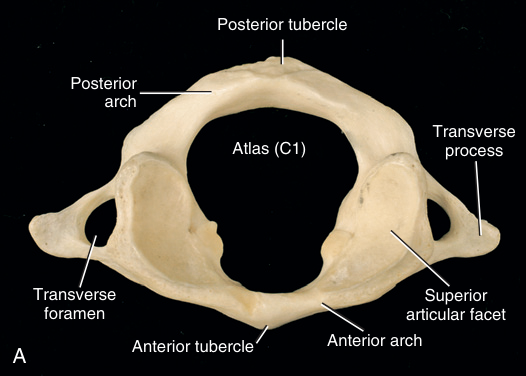 Posterior tubercle
Posterior
arch
Atlas (C1)
Transverse
process
Transverse
foramen
Superior
articular facet
Anterior tubercle
Anterior arch
A